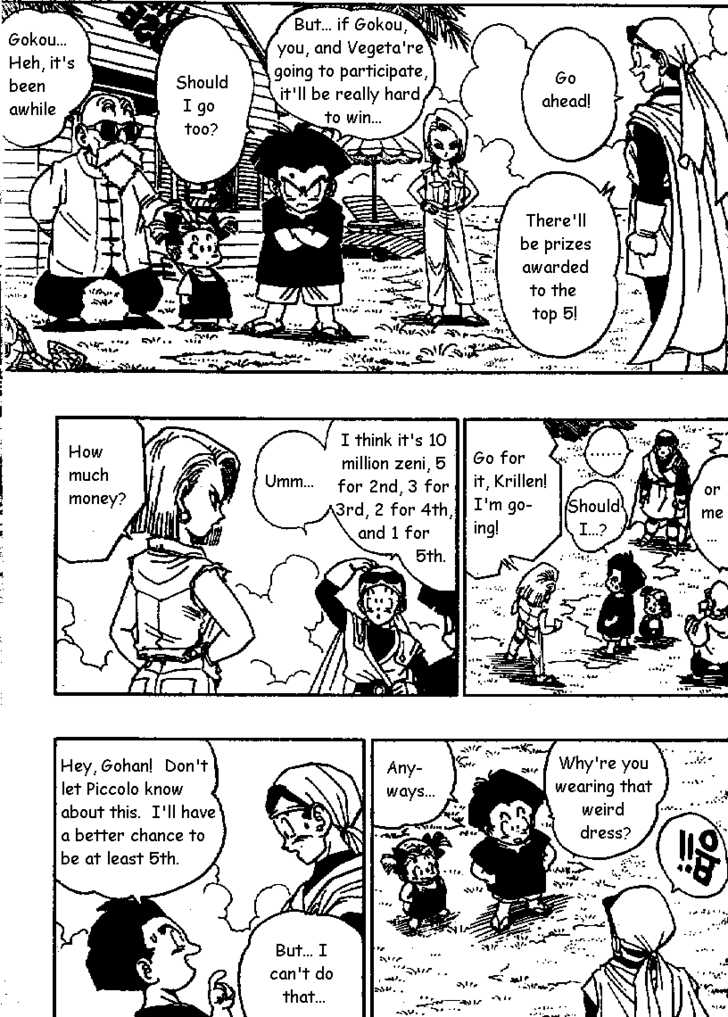 Gokou...
Heh, it's
been
awhile
Should
I go
too?
But... if Gokou,
you, and Vegeta're
going to participate,
it'll be really hard
to win...
Go
ahead!
There'll
be prizes
awarded
to the
top 5!
How
much
money?
Umm...
I think it's 10
million zeni, 5
for 2nd, 3 for
3rd, 2 for 4th,
and 1 for
5th.
Go for
it, Krillen!
I'm go-
ing!
......
Should
I...?
or
me
...
Hey, Gohan! Don't
let Piccolo know
about this. I'll have
a better chance to
be at least 5th.
But... I
can't do
that...
Any-
ways...
Why're you
wearing that
weird
dress?